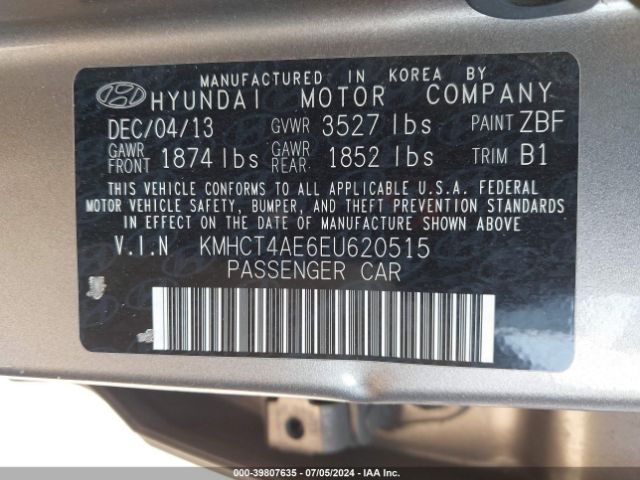 MANUFACTURED IN KOREA BY
HYUNDAI MOTOR COMPANY
DEC/04/13 GVWR 3527 lbs PAINT ZBF
GAWR FRONT 1874 lbs GAWR REAR. 1852 lbs TRIM B1
THIS VEHICLE CONFORMS TO ALL APPLICABLE U.S.A. FEDERAL
MOTOR VEHICLE SAFETY, BUMPER, AND THEFT PREVENTION STANDARDS
IN EFFECT ON THE DATE OF MANUFACTURE SHOWN ABOVE
V.I.N KMHCT4AE6EU620515
PASSENGER CAR
000-39807635 - 07/05/2024 - IAA Inc.